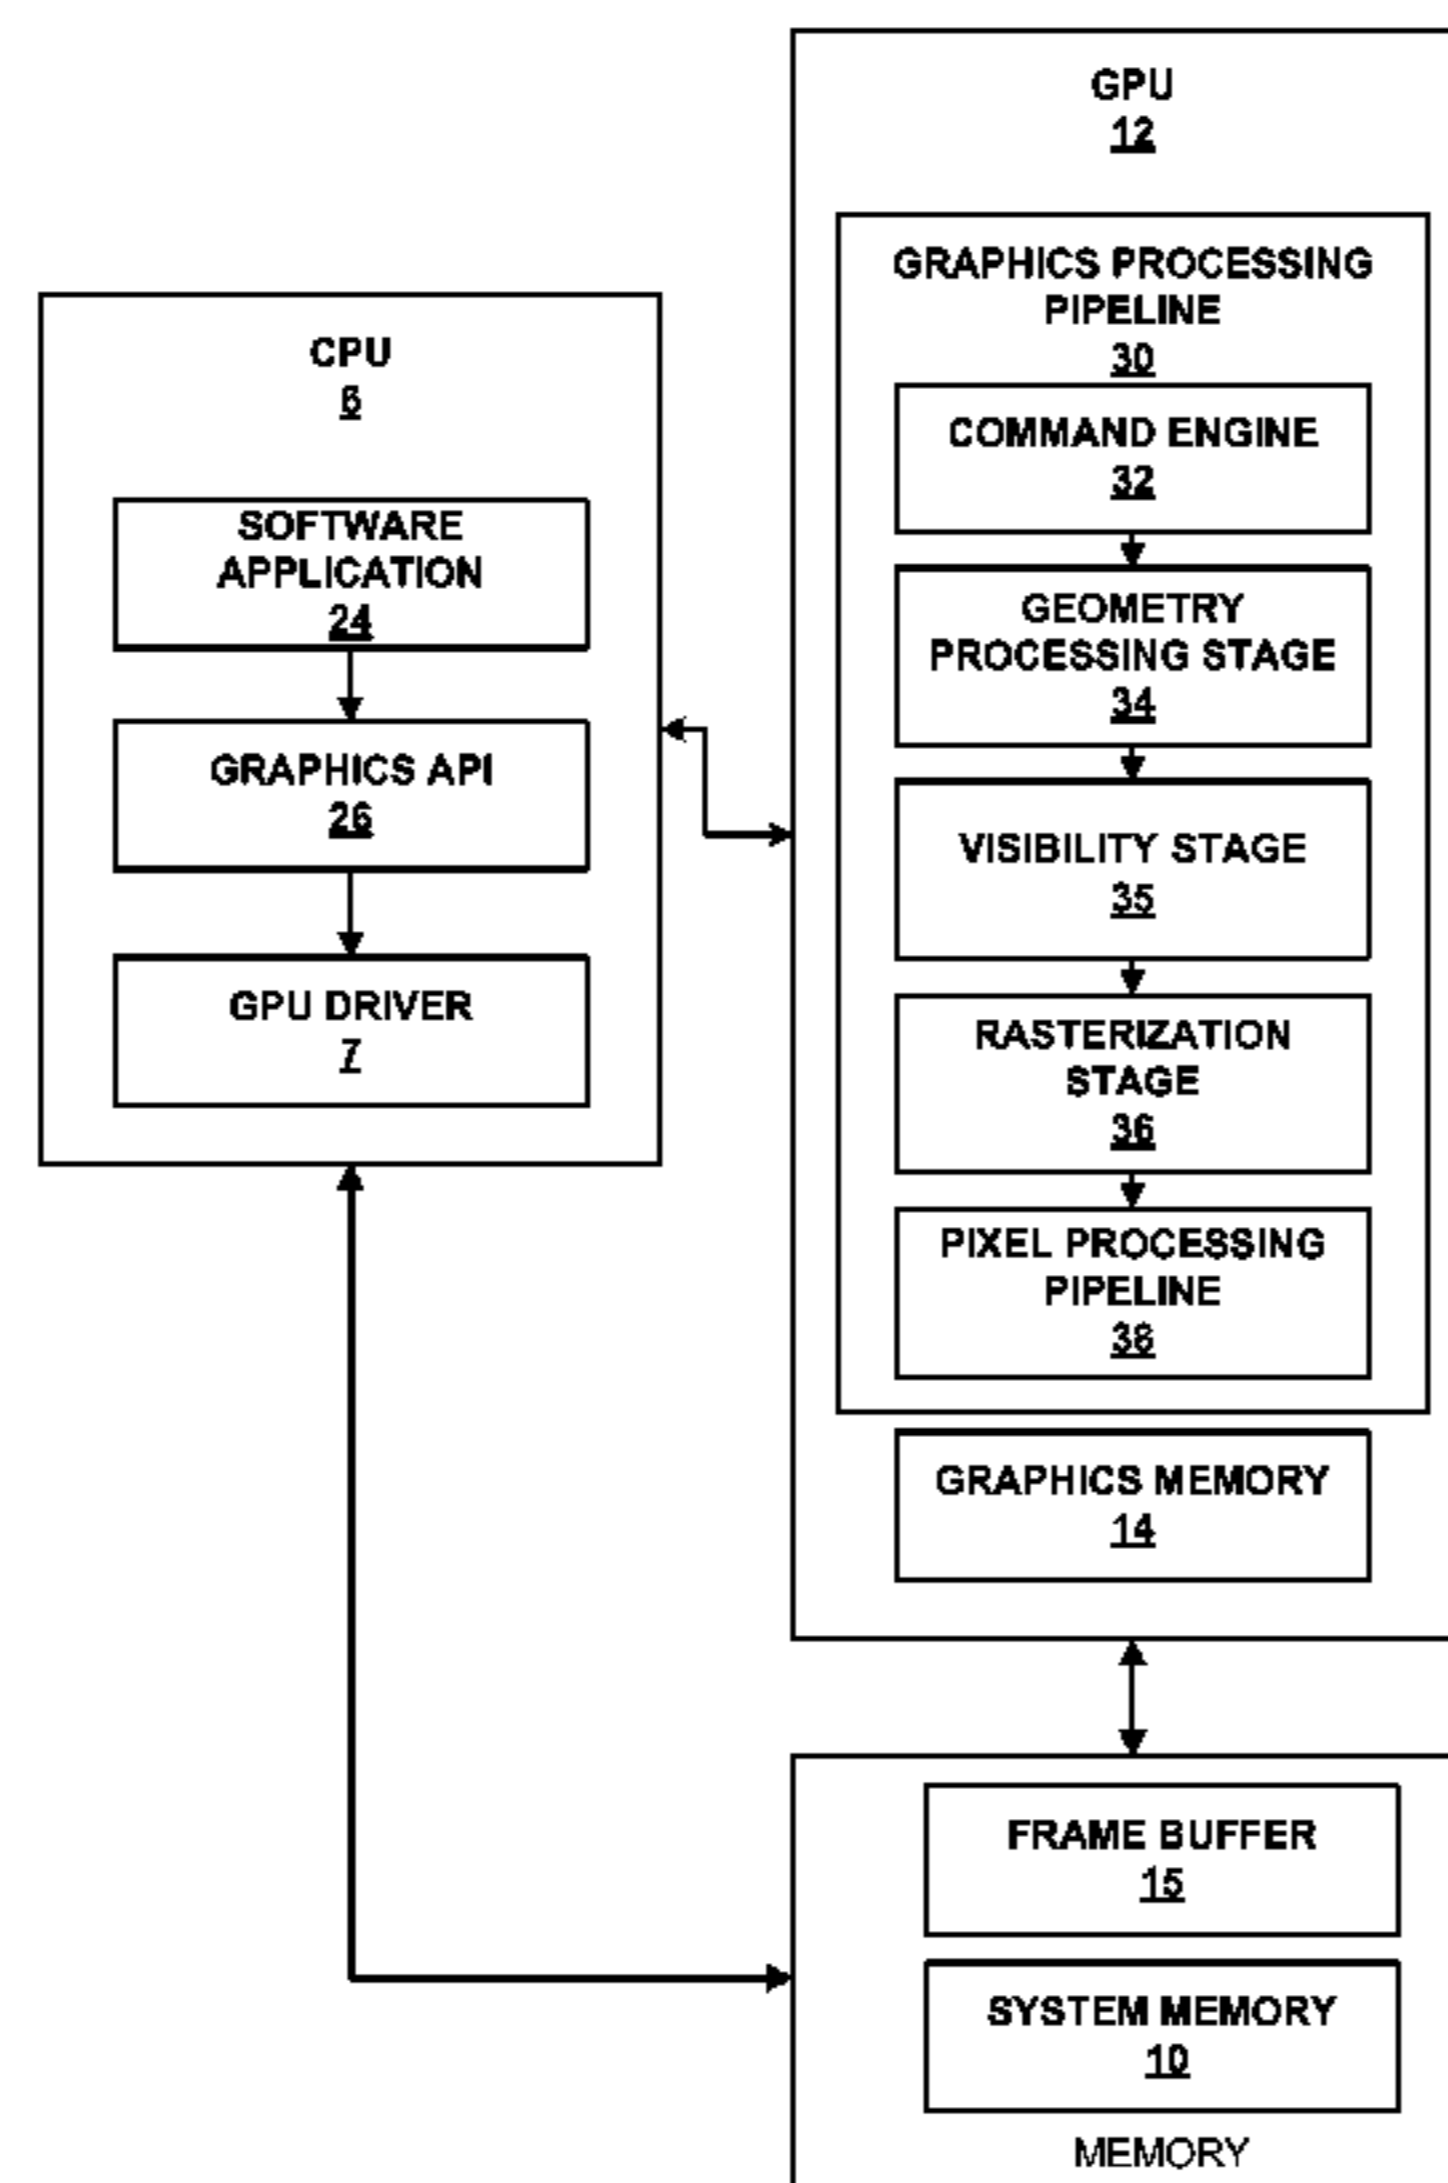 CPU
6
SOFTWARE
APPLICATION
24
GRAPHICS API
26
GPU DRIVER
7
GPU
12
GRAPHICS PROCESSING
PIPELINE
30
COMMAND ENGINE
32
GEOMETRY
PROCESSING STAGE
34
VISIBILITY STAGE
35
RASTERIZATION
STAGE
36
PIXEL PROCESSING
PIPELINE
38
GRAPHICS MEMORY
14
FRAME BUFFER
15
SYSTEM MEMORY
10
MEMORY